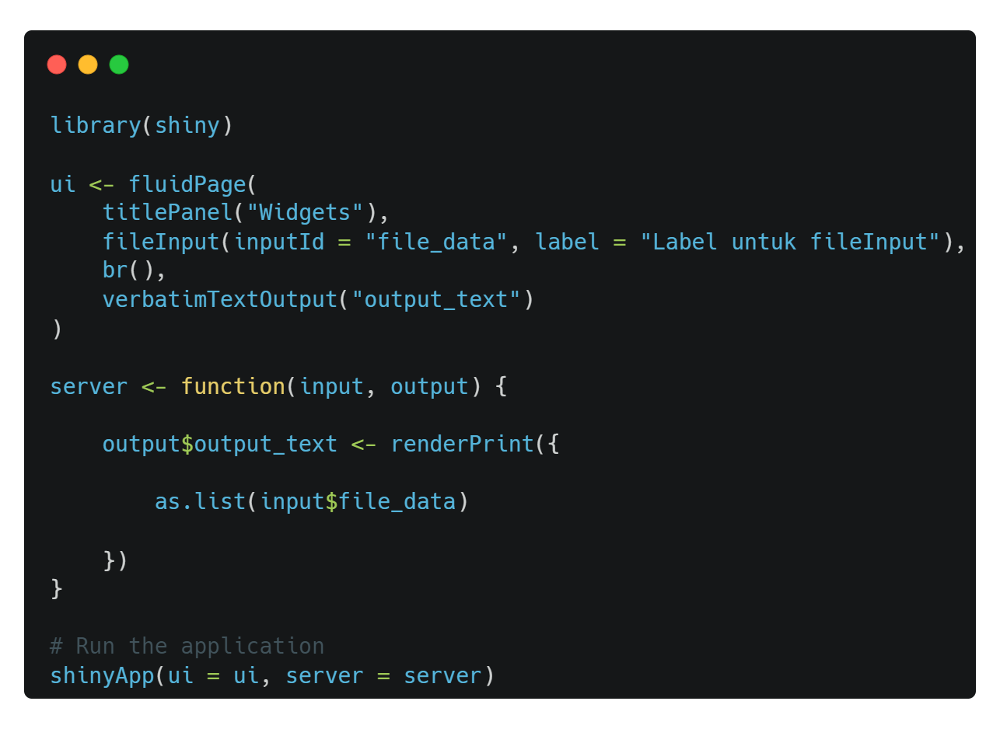 library(shiny)
ui <- fluidPage(
    titlePanel("Widgets"),
    fileInput(inputId = "file_data", label = "Label untuk fileInput"),
    br(),
    verbatimTextOutput("output_text")
)
server <- function(input, output) {
    output$output_text <- renderPrint({
        as.list(input$file_data)
    })
}
# Run the application
shinyApp(ui = ui, server = server)